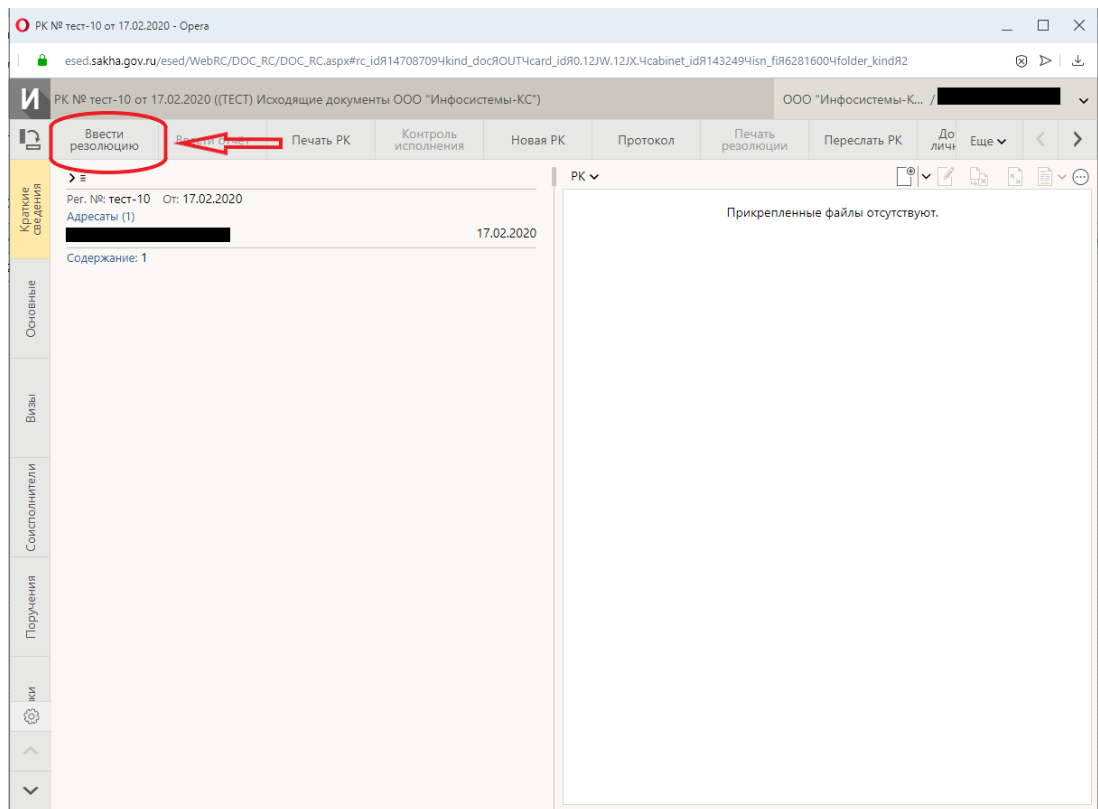 РК № тест-10 от 17.02.2020 - Opera
esed.sakha.gov.ru/esed/WebRC/DOC_RC/DOC_RC.aspx#rc_idЯ14708709Чkind_docЯOUTЧcard_idЯ0.12JW.12JX.Чcabinet_idЯ143249Чisn_fiЯ6281600Чfolder_kindЯ2
И
РК № тест-10 от 17.02.2020 ((ТЕСТ) Исходящие документы ООО "Инфосистемы-КС")
ООО "Инфосистемы-К... /
Ввести резолюцию
Ввести отчёт
Печать РК
Контроль исполнения
Новая РК
Протокол
Печать резолюции
Переслать РК
До
личн
Еще
Краткие сведения
Основные
Визы
Соисполнители
Поручения
ки
Рег. №: тест-10 От: 17.02.2020
Адресаты (1)
17.02.2020
Содержание: 1
РК
Прикрепленные файлы отсутствуют.